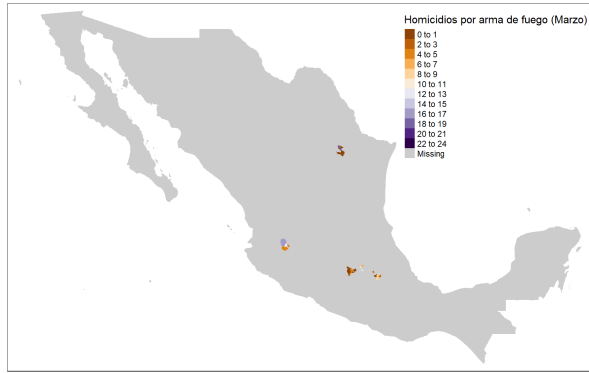 Homicidios por arma de fuego (Marzo)
0 to 1
2 to 3
4 to 5
6 to 7
8 to 9
10 to 11
12 to 13
14 to 15
16 to 17
18 to 19
20 to 21
22 to 24
Missing